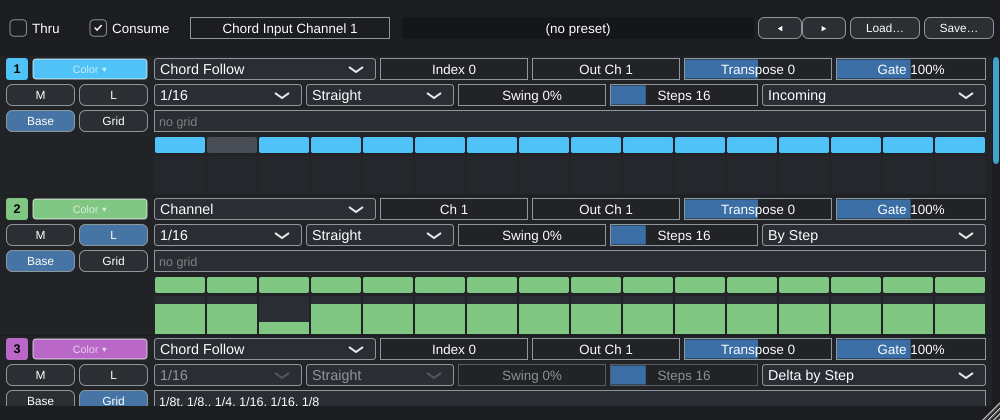 Thru Consume Chord Input Channel 1 (no preset) ◂ ▸ Load... Save...
1 Color ▾ Chord Follow Index 0 Out Ch 1 Transpose 0 Gate 100%
M L 1/16 Straight Swing 0% Steps 16 Incoming
Base Grid no grid
2 Color ▾ Channel Ch 1 Out Ch 1 Transpose 0 Gate 100%
M L 1/16 Straight Swing 0% Steps 16 By Step
Base Grid no grid
3 Color ▾ Chord Follow Index 0 Out Ch 1 Transpose 0 Gate 100%
M L 1/16 Straight Swing 0% Steps 16 Delta by Step
Base Grid 1/8t, 1/8., 1/4, 1/16, 1/16, 1/8